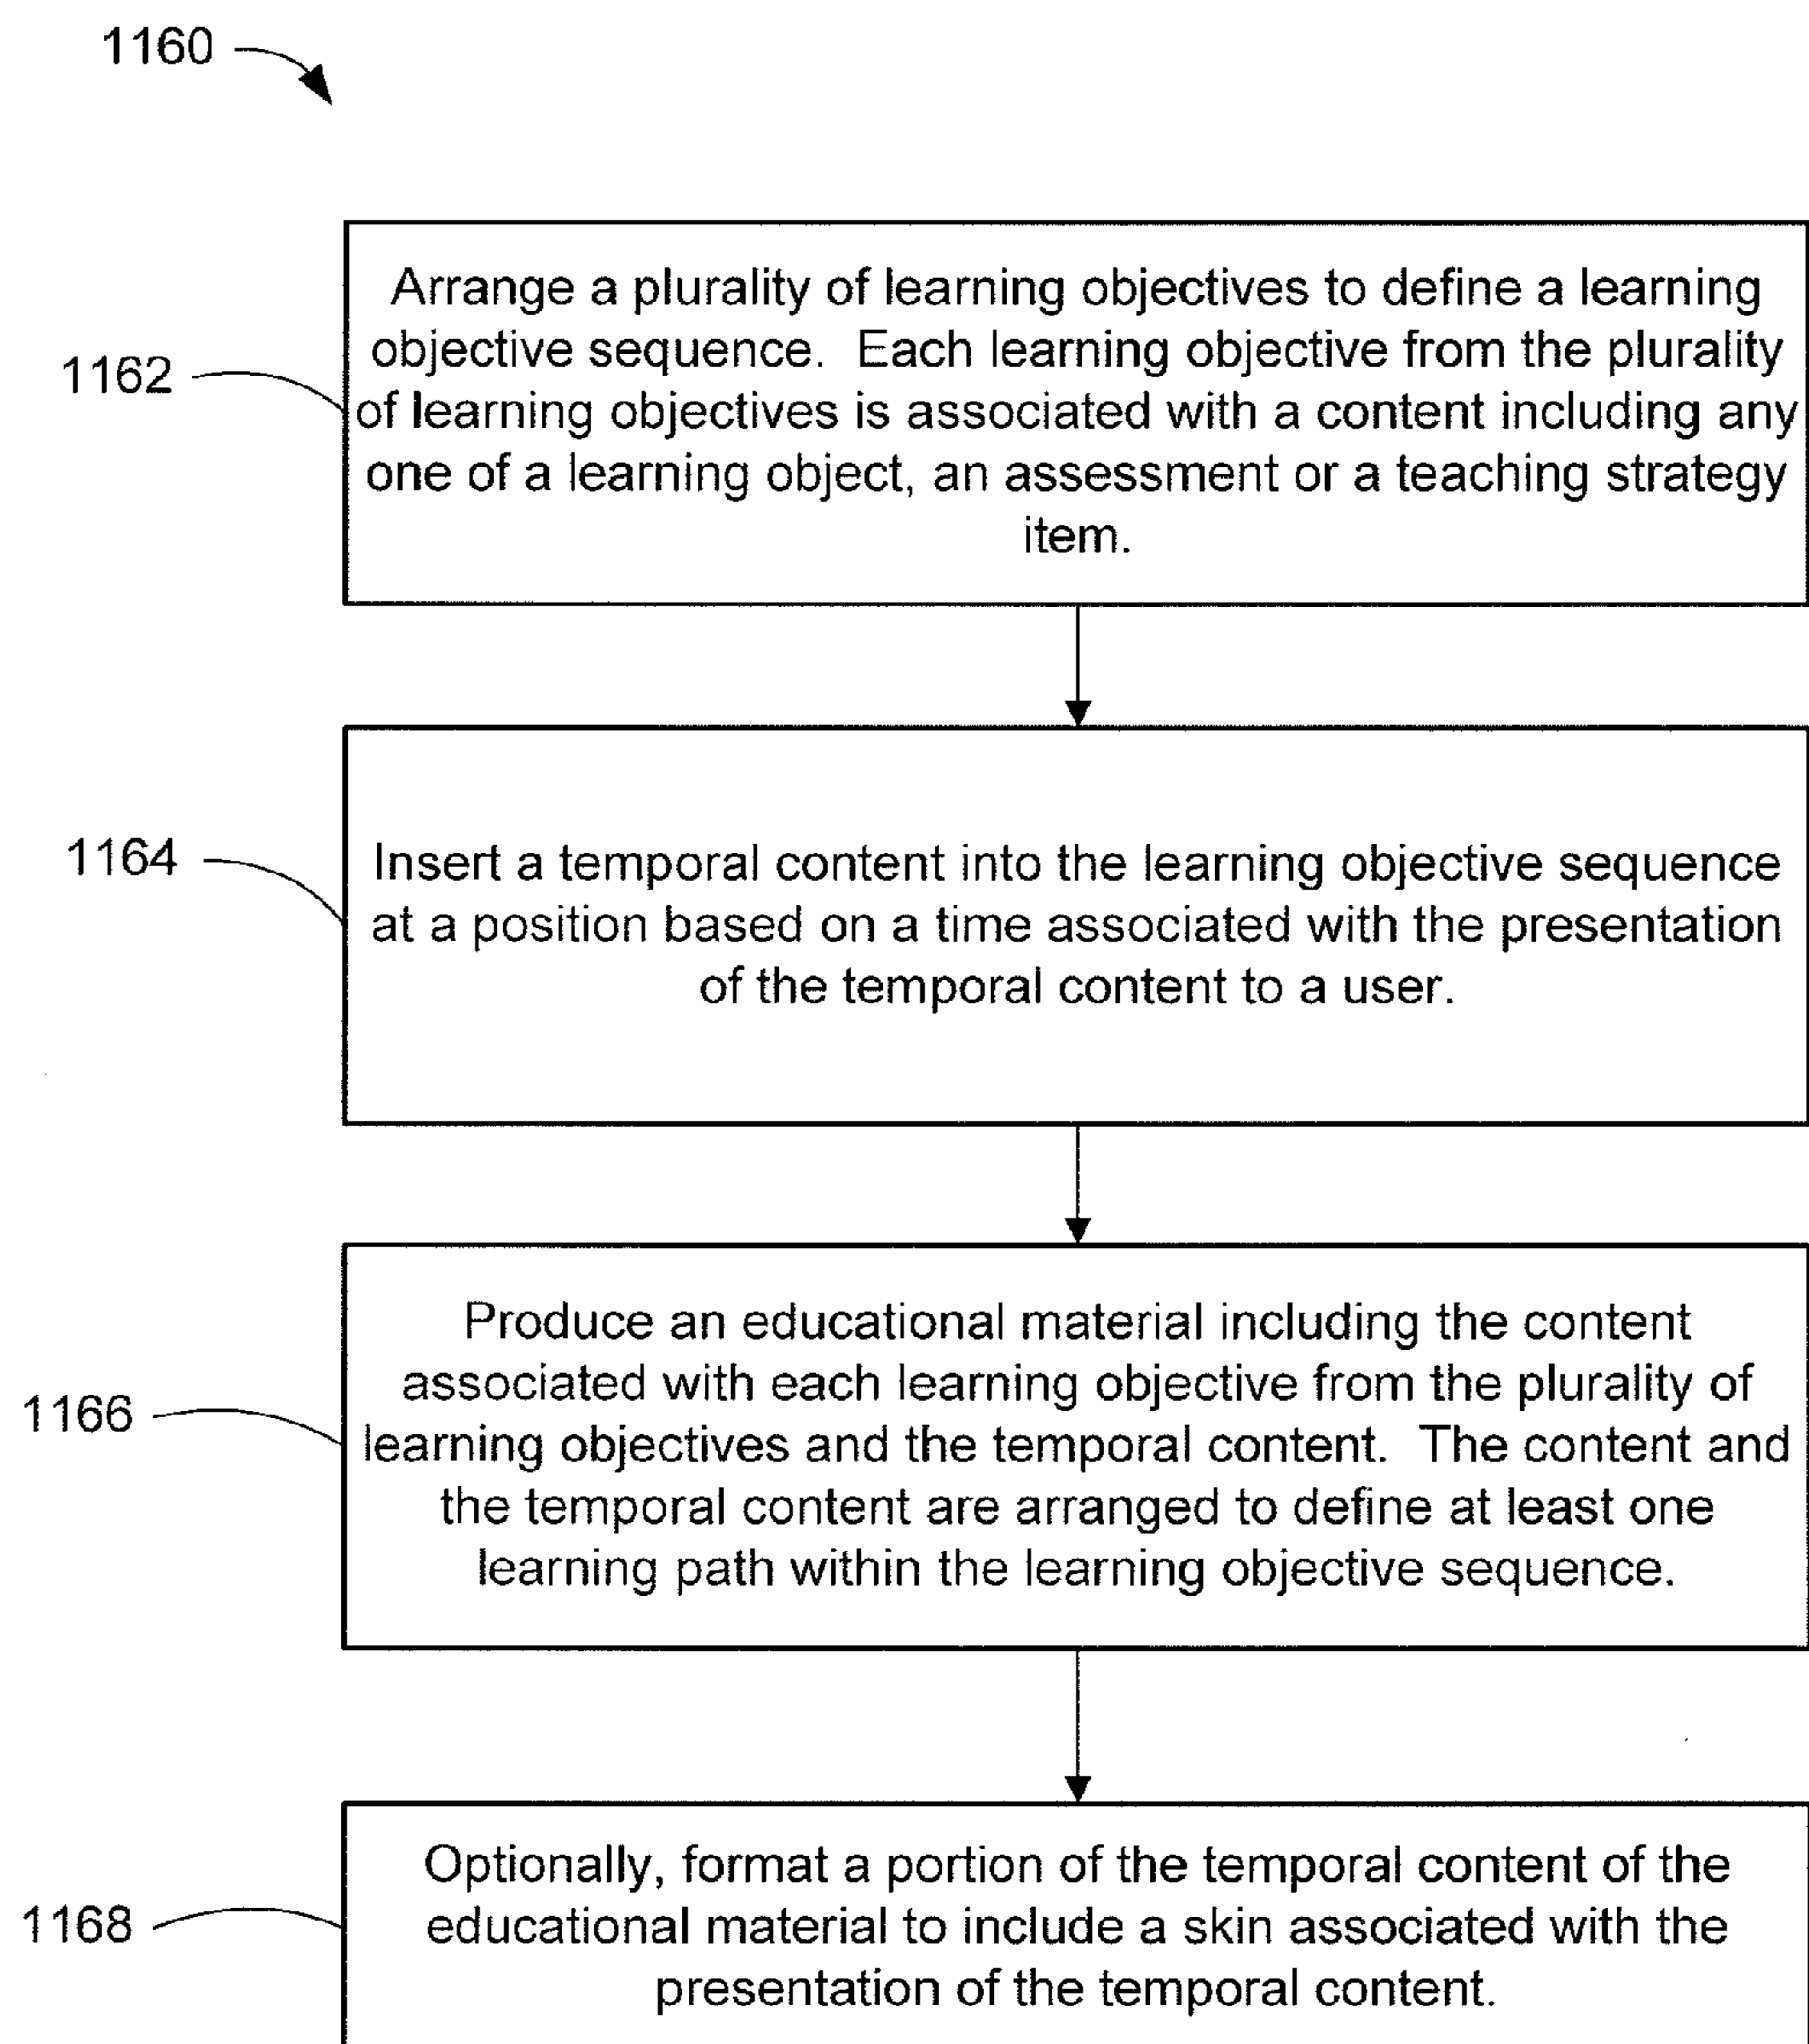 1160
1162
Arrange a plurality of learning objectives to define a learning
objective sequence. Each learning objective from the plurality
of learning objectives is associated with a content including any
one of a learning object, an assessment or a teaching strategy
item.
1164
Insert a temporal content into the learning objective sequence
at a position based on a time associated with the presentation
of the temporal content to a user.
1166
Produce an educational material including the content
associated with each learning objective from the plurality of
learning objectives and the temporal content. The content and
the temporal content are arranged to define at least one
learning path within the learning objective sequence.
1168
Optionally, format a portion of the temporal content of the
educational material to include a skin associated with the
presentation of the temporal content.